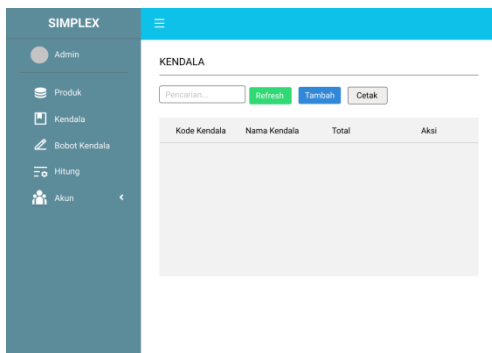 SIMPLEX
Admin
Produk
Kendala
Bobot Kendala
Hitung
Akun
KENDALA
Pencarian... Refresh Tambah Cetak
Kode Kendala Nama Kendala Total Aksi